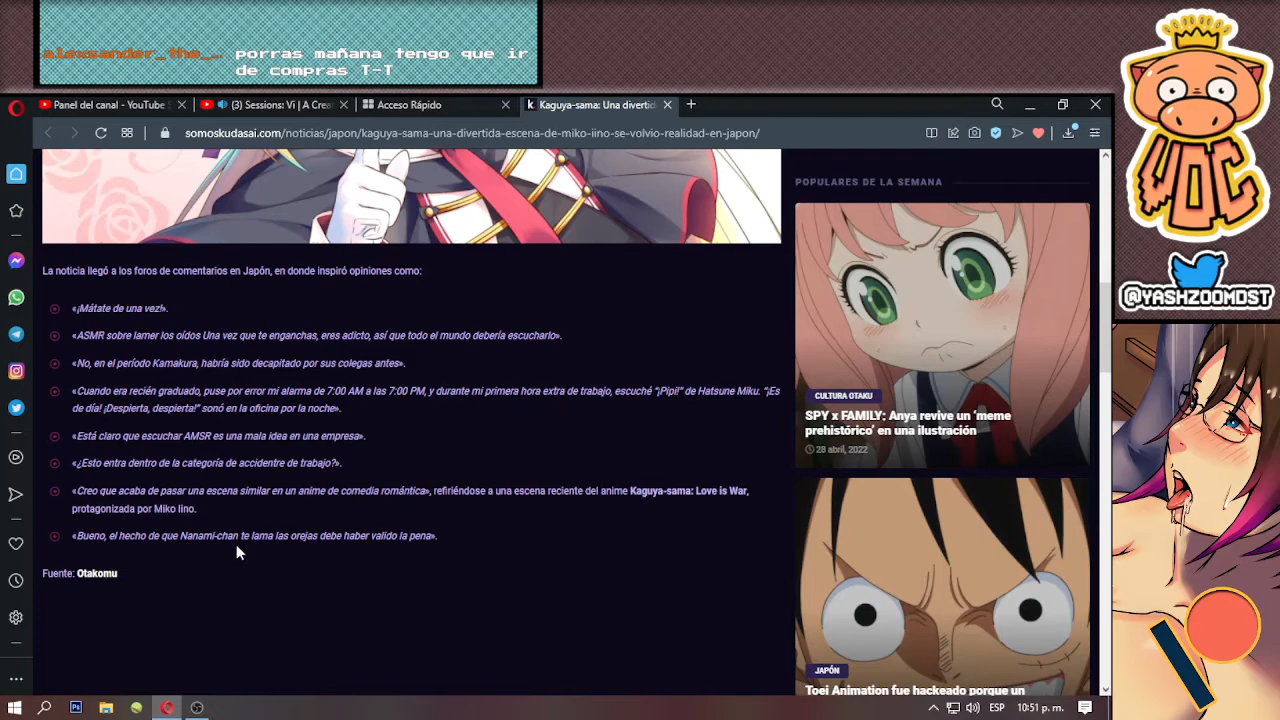 alexsander_the_… porras mañana tengo que ir
de compras T-T
Panel del canal - YouTube S
(3) Sessions: Vi | A Crea
Acceso Rápido
Kaguya-sama: Una diverti
somoskudasai.com/noticias/japon/kaguya-sama-una-divertida-escena-de-miko-iino-se-volvio-realidad-en-japon/
WOC
@YASHZOOMDST
POPULARES DE LA SEMANA
La noticia llegó a los foros de comentarios en Japón, en donde inspiró opiniones como:
«¡Mátate de una vez!».
«ASMR sobre lamer los oídos Una vez que te enganchas, eres adicto, así que todo el mundo debería escucharlo».
«No, en el período Kamakura, habría sido decapitado por sus colegas antes».
«Cuando era recién graduado, puse por error mi alarma de 7:00 AM a las 7:00 PM, y durante mi primera hora extra de trabajo, escuché “¡Pipi!” de Hatsune Miku. “¡Es
de día! ¡Despierta, despierta!” sonó en la oficina por la noche».
«Está claro que escuchar AMSR es una mala idea en una empresa».
«¿Esto entra dentro de la categoría de accidente de trabajo?».
«Creo que acaba de pasar una escena similar en un anime de comedia romántica», refiriéndose a una escena reciente del anime Kaguya-sama: Love is War,
protagonizada por Miko Iino.
«Bueno, el hecho de que Nanami-chan te lama las orejas debe haber valido la pena».
Fuente: Otakomu
CULTURA OTAKU
SPY x FAMILY: Anya revive un ‘meme
prehistórico’ en una ilustración
28 abril, 2022
JAPÓN
Toei Animation fue hackeado porque un
ESP
10:51 p. m.